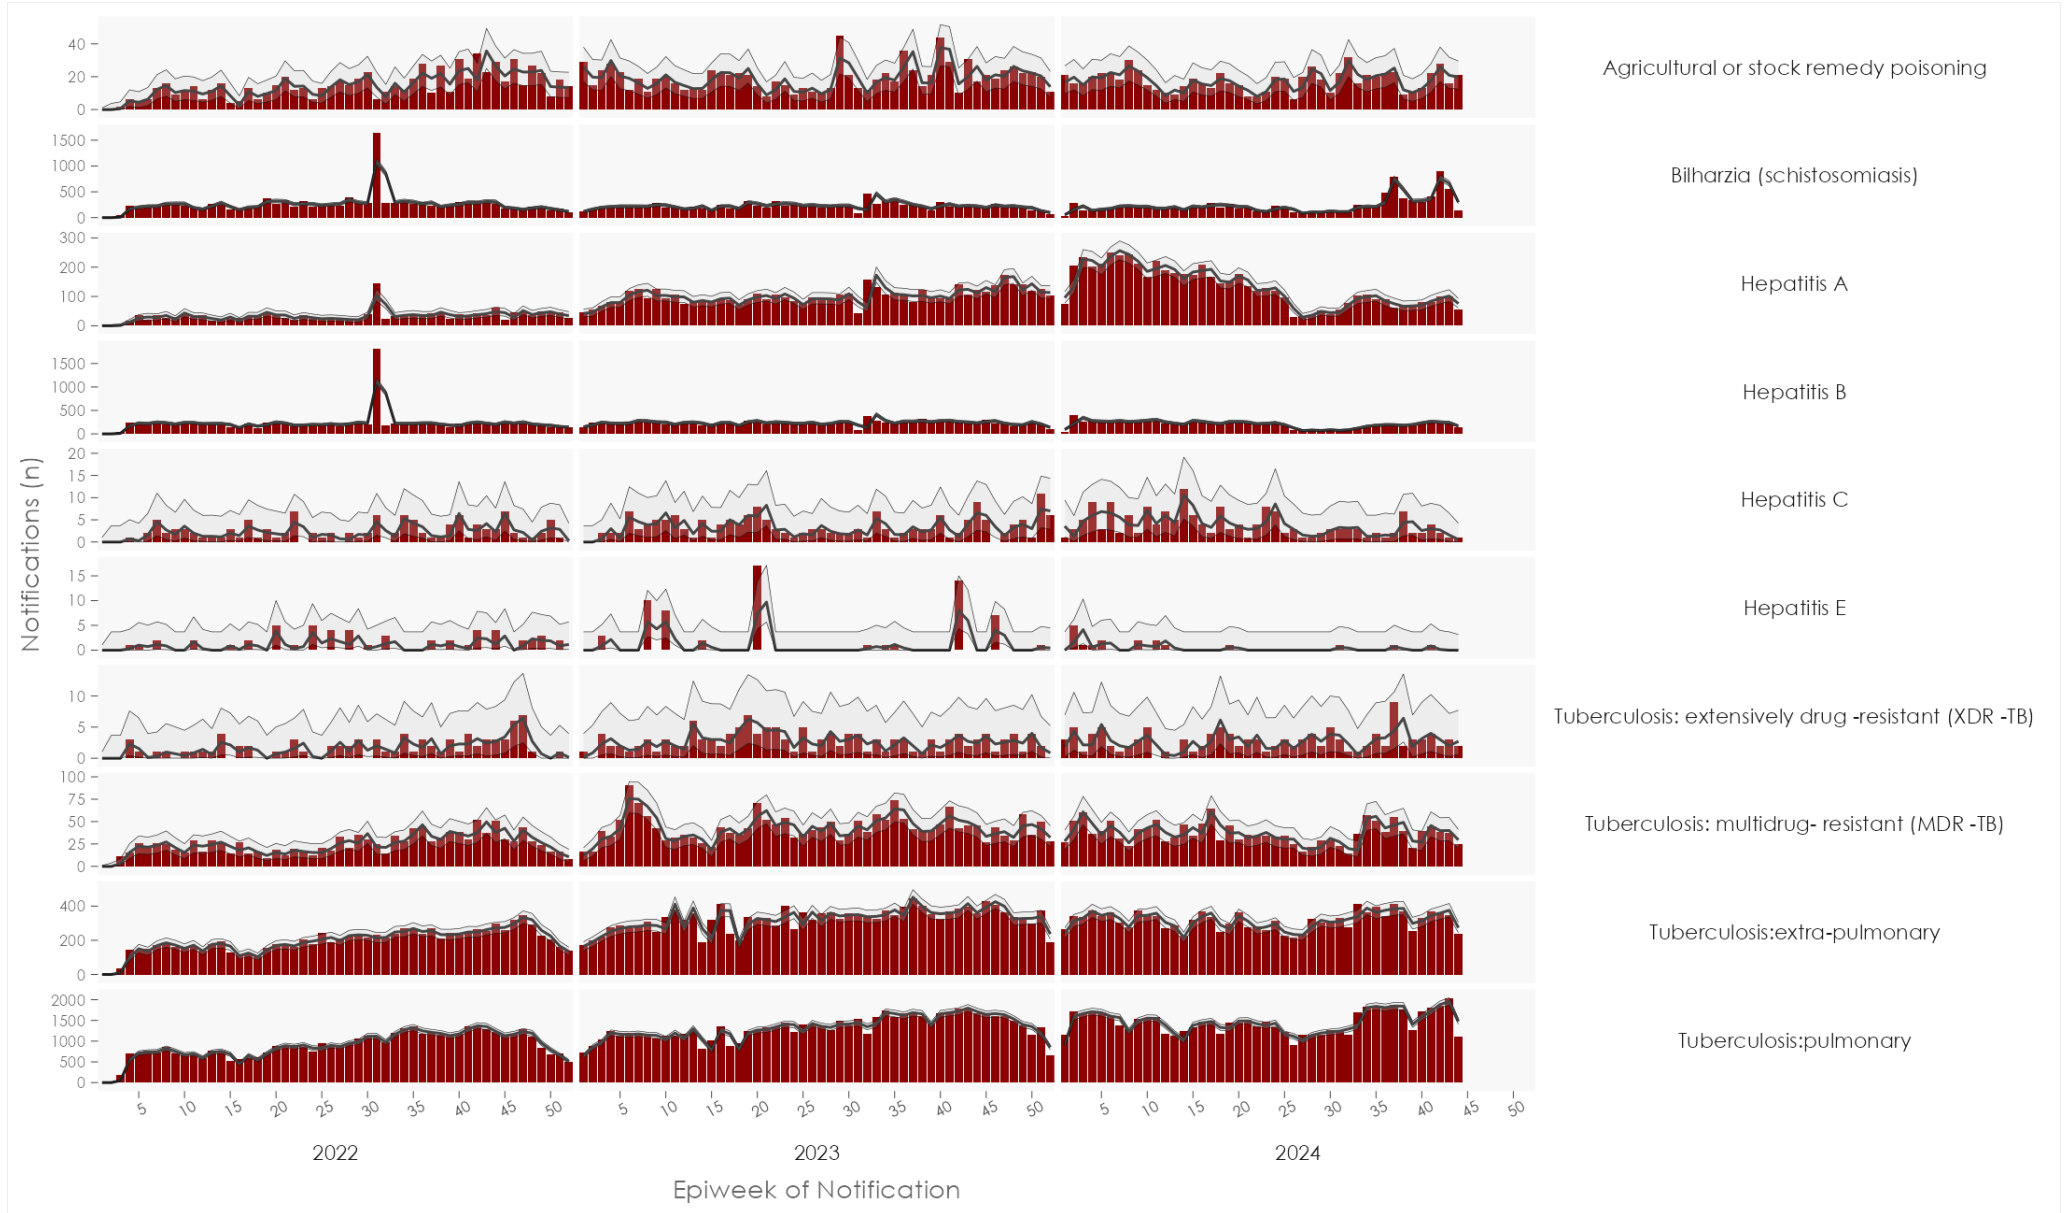 40
20
0
Agricultural or stock remedy poisoning
1500
1000
500
0
Bilharzia (schistosomiasis)
300
200
100
0
Hepatitis A
1500
1000
500
0
Hepatitis B
20
15
10
5
0
Hepatitis C
15
10
5
0
Hepatitis E
10
5
0
Tuberculosis: extensively drug -resistant (XDR -TB)
100
75
50
25
0
Tuberculosis: multidrug- resistant (MDR -TB)
400
200
0
Tuberculosis:extra-pulmonary
2000
1500
1000
500
0
Tuberculosis:pulmonary
Notifications (n)
5 10 15 20 25 30 35 40 45 50 5 10 15 20 25 30 35 40 45 50 5 10 15 20 25 30 35 40 45 50
2022 2023 2024
Epiweek of Notification